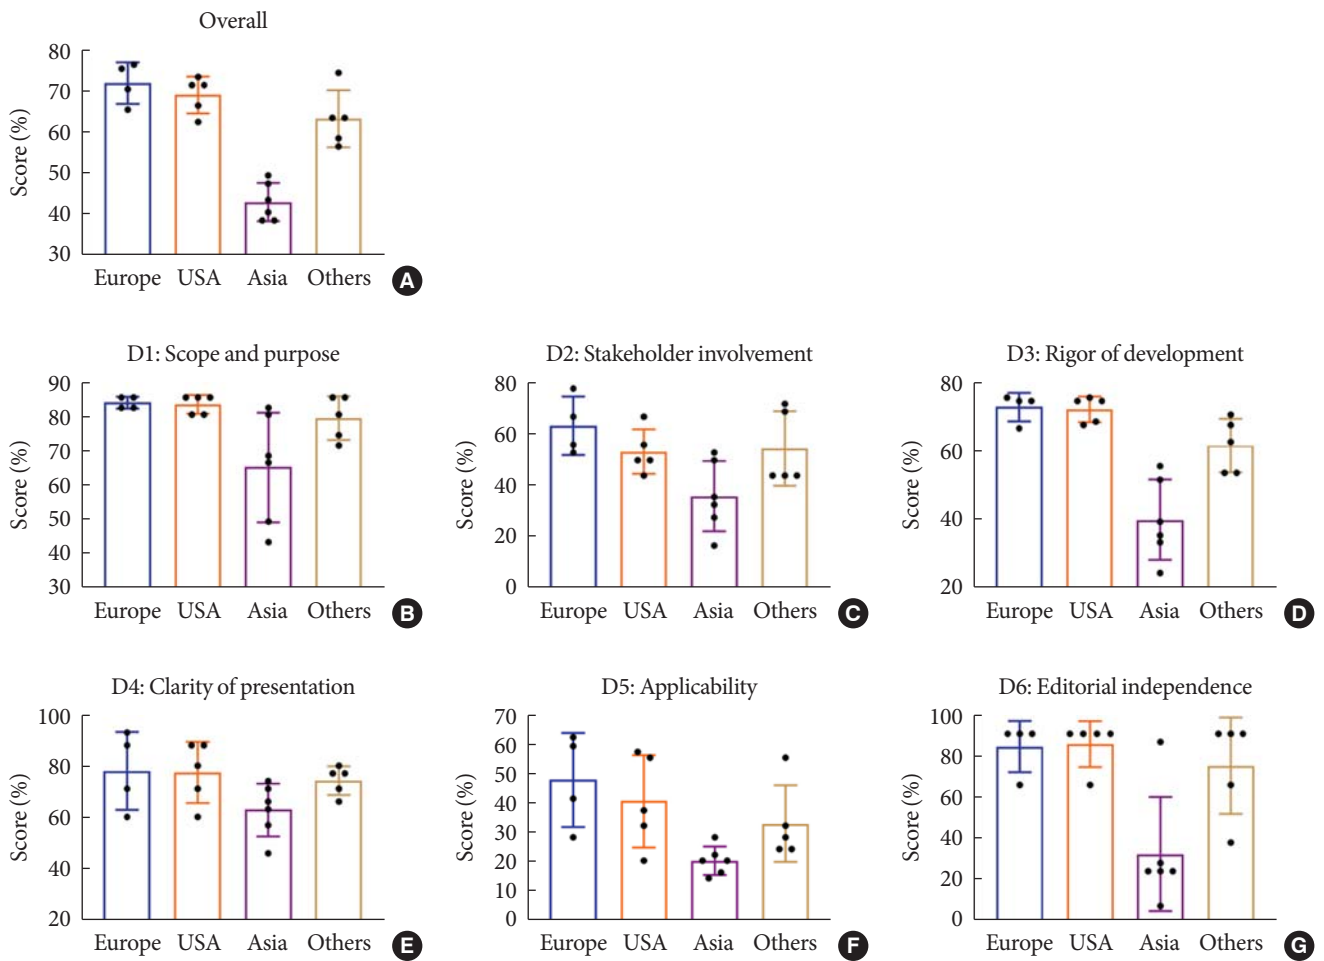 Overall
80
70
60
50
40
30
Score (%)
Europe USA Asia Others
A
D1: Scope and purpose
90
80
70
60
50
40
30
Score (%)
Europe USA Asia Others
B
D2: Stakeholder involvement
80
60
40
20
0
Score (%)
Europe USA Asia Others
C
D3: Rigor of development
80
60
40
20
Score (%)
Europe USA Asia Others
D
D4: Clarity of presentation
100
80
60
40
20
Score (%)
Europe USA Asia Others
E
D5: Applicability
70
60
50
40
30
20
10
0
Score (%)
Europe USA Asia Others
F
D6: Editorial independence
100
80
60
40
20
0
Score (%)
Europe USA Asia Others
G